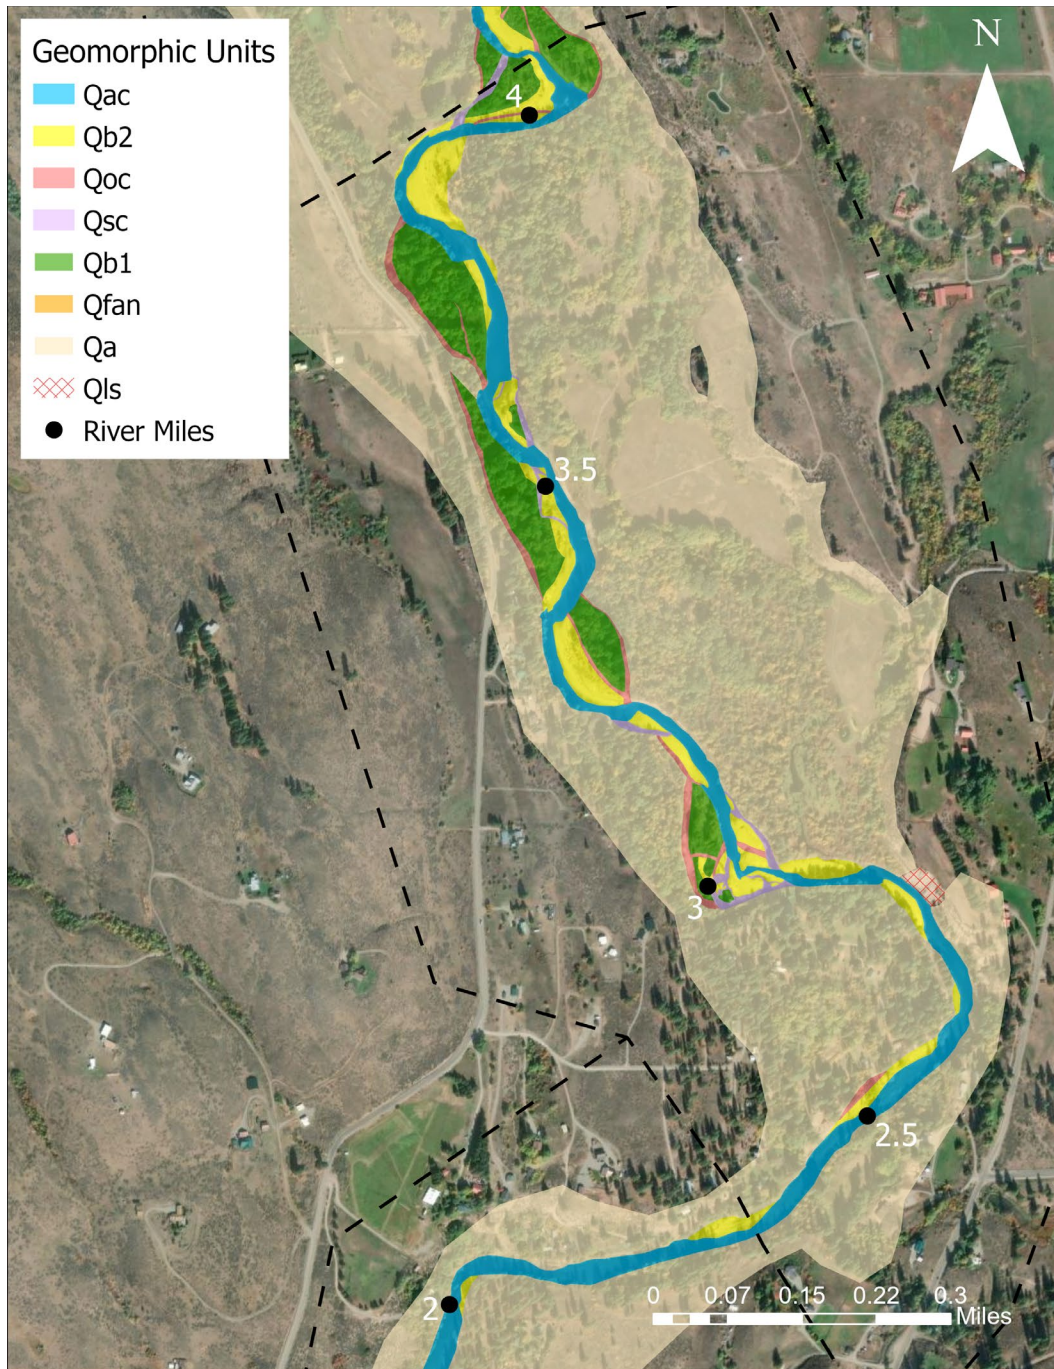 Geomorphic Units
Qac
Qb2
Qoc
Qsc
Qb1
Qfan
Qa
Qls
River Miles
N
4
3.5
3
2.5
2
0 0.07 0.15 0.22 0.3
Miles